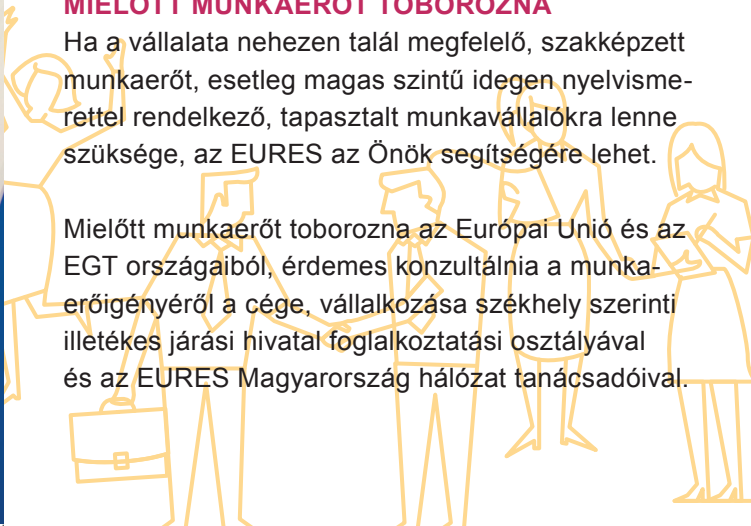 MIELŐTT MUNKAERŐT TOBOROZNA
Ha a vállalata nehezen talál megfelelő, szakképzett
munkaerőt, esetleg magas szintű idegen nyelvisme-
rettel rendelkező, tapasztalt munkavállalókra lenne
szüksége, az EURES az Önök segítségére lehet.
Mielőtt munkaerőt toborozna az Európai Unió és az
EGT országaiból, érdemes konzultálnia a munka-
erőigényéről a cége, vállalkozása székhely szerinti
illetékes járási hivatal foglalkoztatási osztályával
és az EURES Magyarország hálózat tanácsadóival.